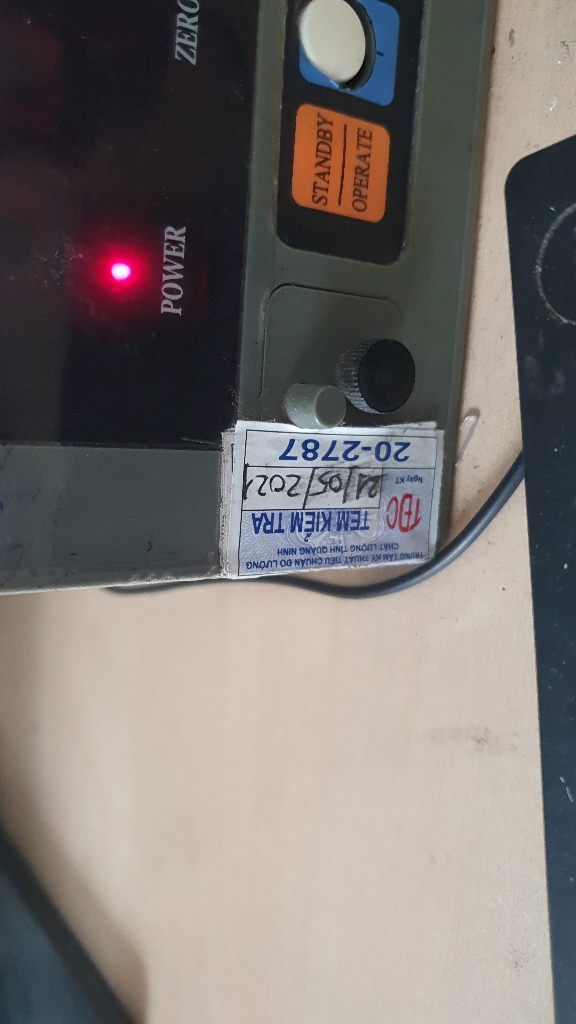 ZERO
STANDBY
OPERATE
POWER
TRUNG TÂM KỸ THUẬT TIÊU CHUẨN ĐO LƯỜNG
CHẤT LƯỢNG TỈNH QUẢNG NINH
TDC TEM KIỂM TRA
Ngày KT 21/05/2021
20-2787